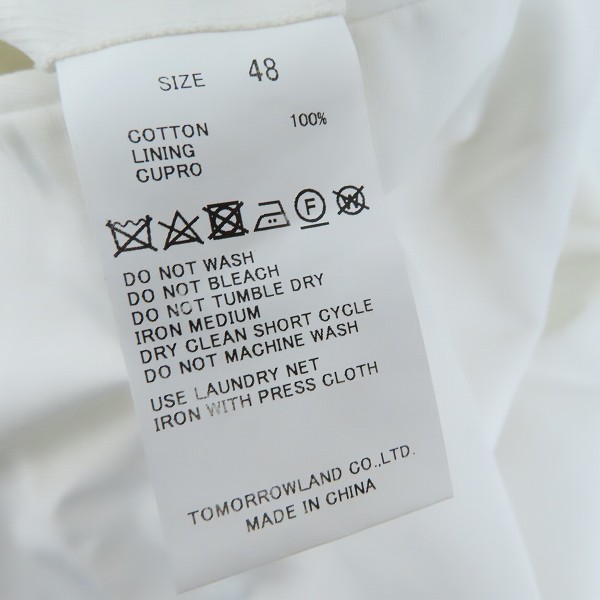 SIZE 48
COTTON 100%
LINING
CUPRO
F W
DO NOT WASH
DO NOT BLEACH
DO NOT TUMBLE DRY
IRON MEDIUM
DRY CLEAN SHORT CYCLE
DO NOT MACHINE WASH
USE LAUNDRY NET
IRON WITH PRESS CLOTH
TOMORROWLAND CO.,LTD.
MADE IN CHINA